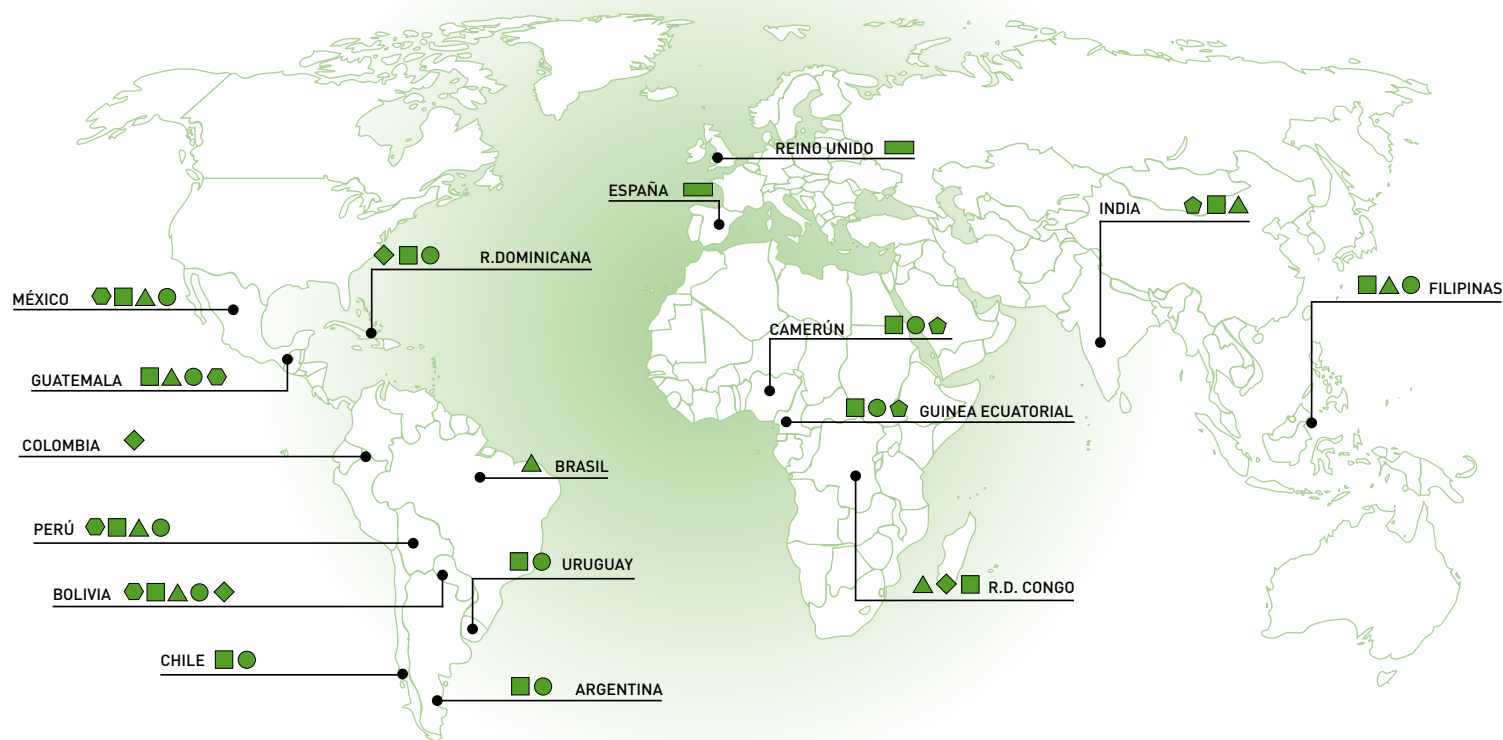 REINO UNIDO
ESPAÑA
INDIA
R.DOMINICANA
MÉXICO
FILIPINAS
CAMERÚN
GUATEMALA
GUINEA ECUATORIAL
COLOMBIA
BRASIL
PERÚ
URUGUAY
BOLIVIA
R.D. CONGO
CHILE
ARGENTINA